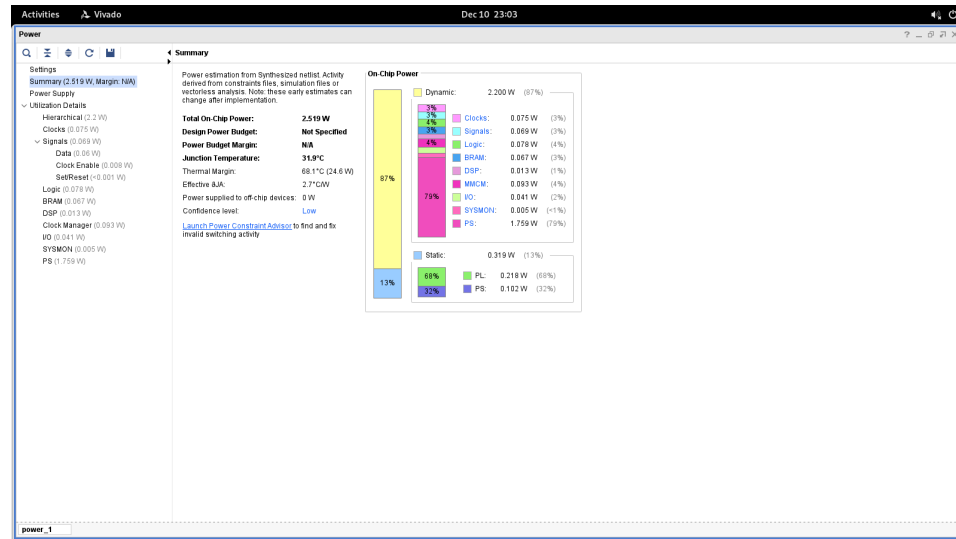 Activities Vivado Dec 10 23:03
Power ? _
Summary
Settings
Summary (2.519 W, Margin: N/A)
Power Supply
Utilization Details
Hierarchical (2.2 W)
Clocks (0.075 W)
Signals (0.069 W)
Data (0.06 W)
Clock Enable (0.008 W)
Set/Reset (<0.001 W)
Logic (0.078 W)
BRAM (0.067 W)
DSP (0.013 W)
Clock Manager (0.093 W)
I/O (0.041 W)
SYSMON (0.005 W)
PS (1.759 W)
Power estimation from Synthesized netlist. Activity
derived from constraints files, simulation files or
vectorless analysis. Note: these early estimates can
change after implementation.
Total On-Chip Power: 2.519 W
Design Power Budget: Not Specified
Power Budget Margin: N/A
Junction Temperature: 31.9°C
Thermal Margin: 68.1°C (24.6 W)
Effective ϑJA: 2.7°C/W
Power supplied to off-chip devices: 0 W
Confidence level: Low
Launch Power Constraint Advisor to find and fix
invalid switching activity
On-Chip Power
87%
13%
Dynamic: 2.200 W (87%)
3%
3%
4%
3%
4%
79%
Clocks: 0.075 W (3%)
Signals: 0.069 W (3%)
Logic: 0.078 W (4%)
BRAM: 0.067 W (3%)
DSP: 0.013 W (1%)
MMCM: 0.093 W (4%)
I/O: 0.041 W (2%)
SYSMON: 0.005 W (<1%)
PS: 1.759 W (79%)
Static: 0.319 W (13%)
68%
32%
PL: 0.218 W (68%)
PS: 0.102 W (32%)
power_1